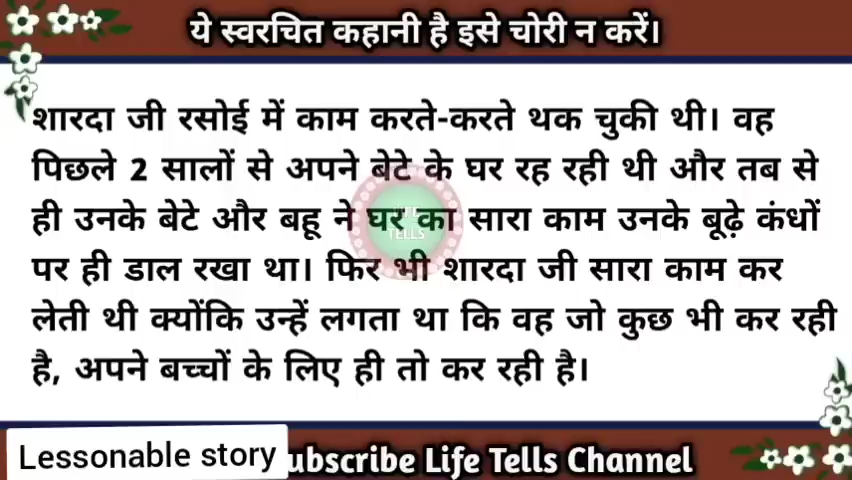 ये स्वरचित कहानी है इसे चोरी न करें।
शारदा जी रसोई में काम करते-करते थक चुकी थी। वह
पिछले 2 सालों से अपने बेटे के घर रह रही थी और तब से
ही उनके बेटे और बहू ने घर का सारा काम उनके बूढ़े कंधों
पर ही डाल रखा था। फिर भी शारदा जी सारा काम कर
लेती थी क्योंकि उन्हें लगता था कि वह जो कुछ भी कर रही
है, अपने बच्चों के लिए ही तो कर रही है।
Lessonable story ubscribe Life Tells Channel